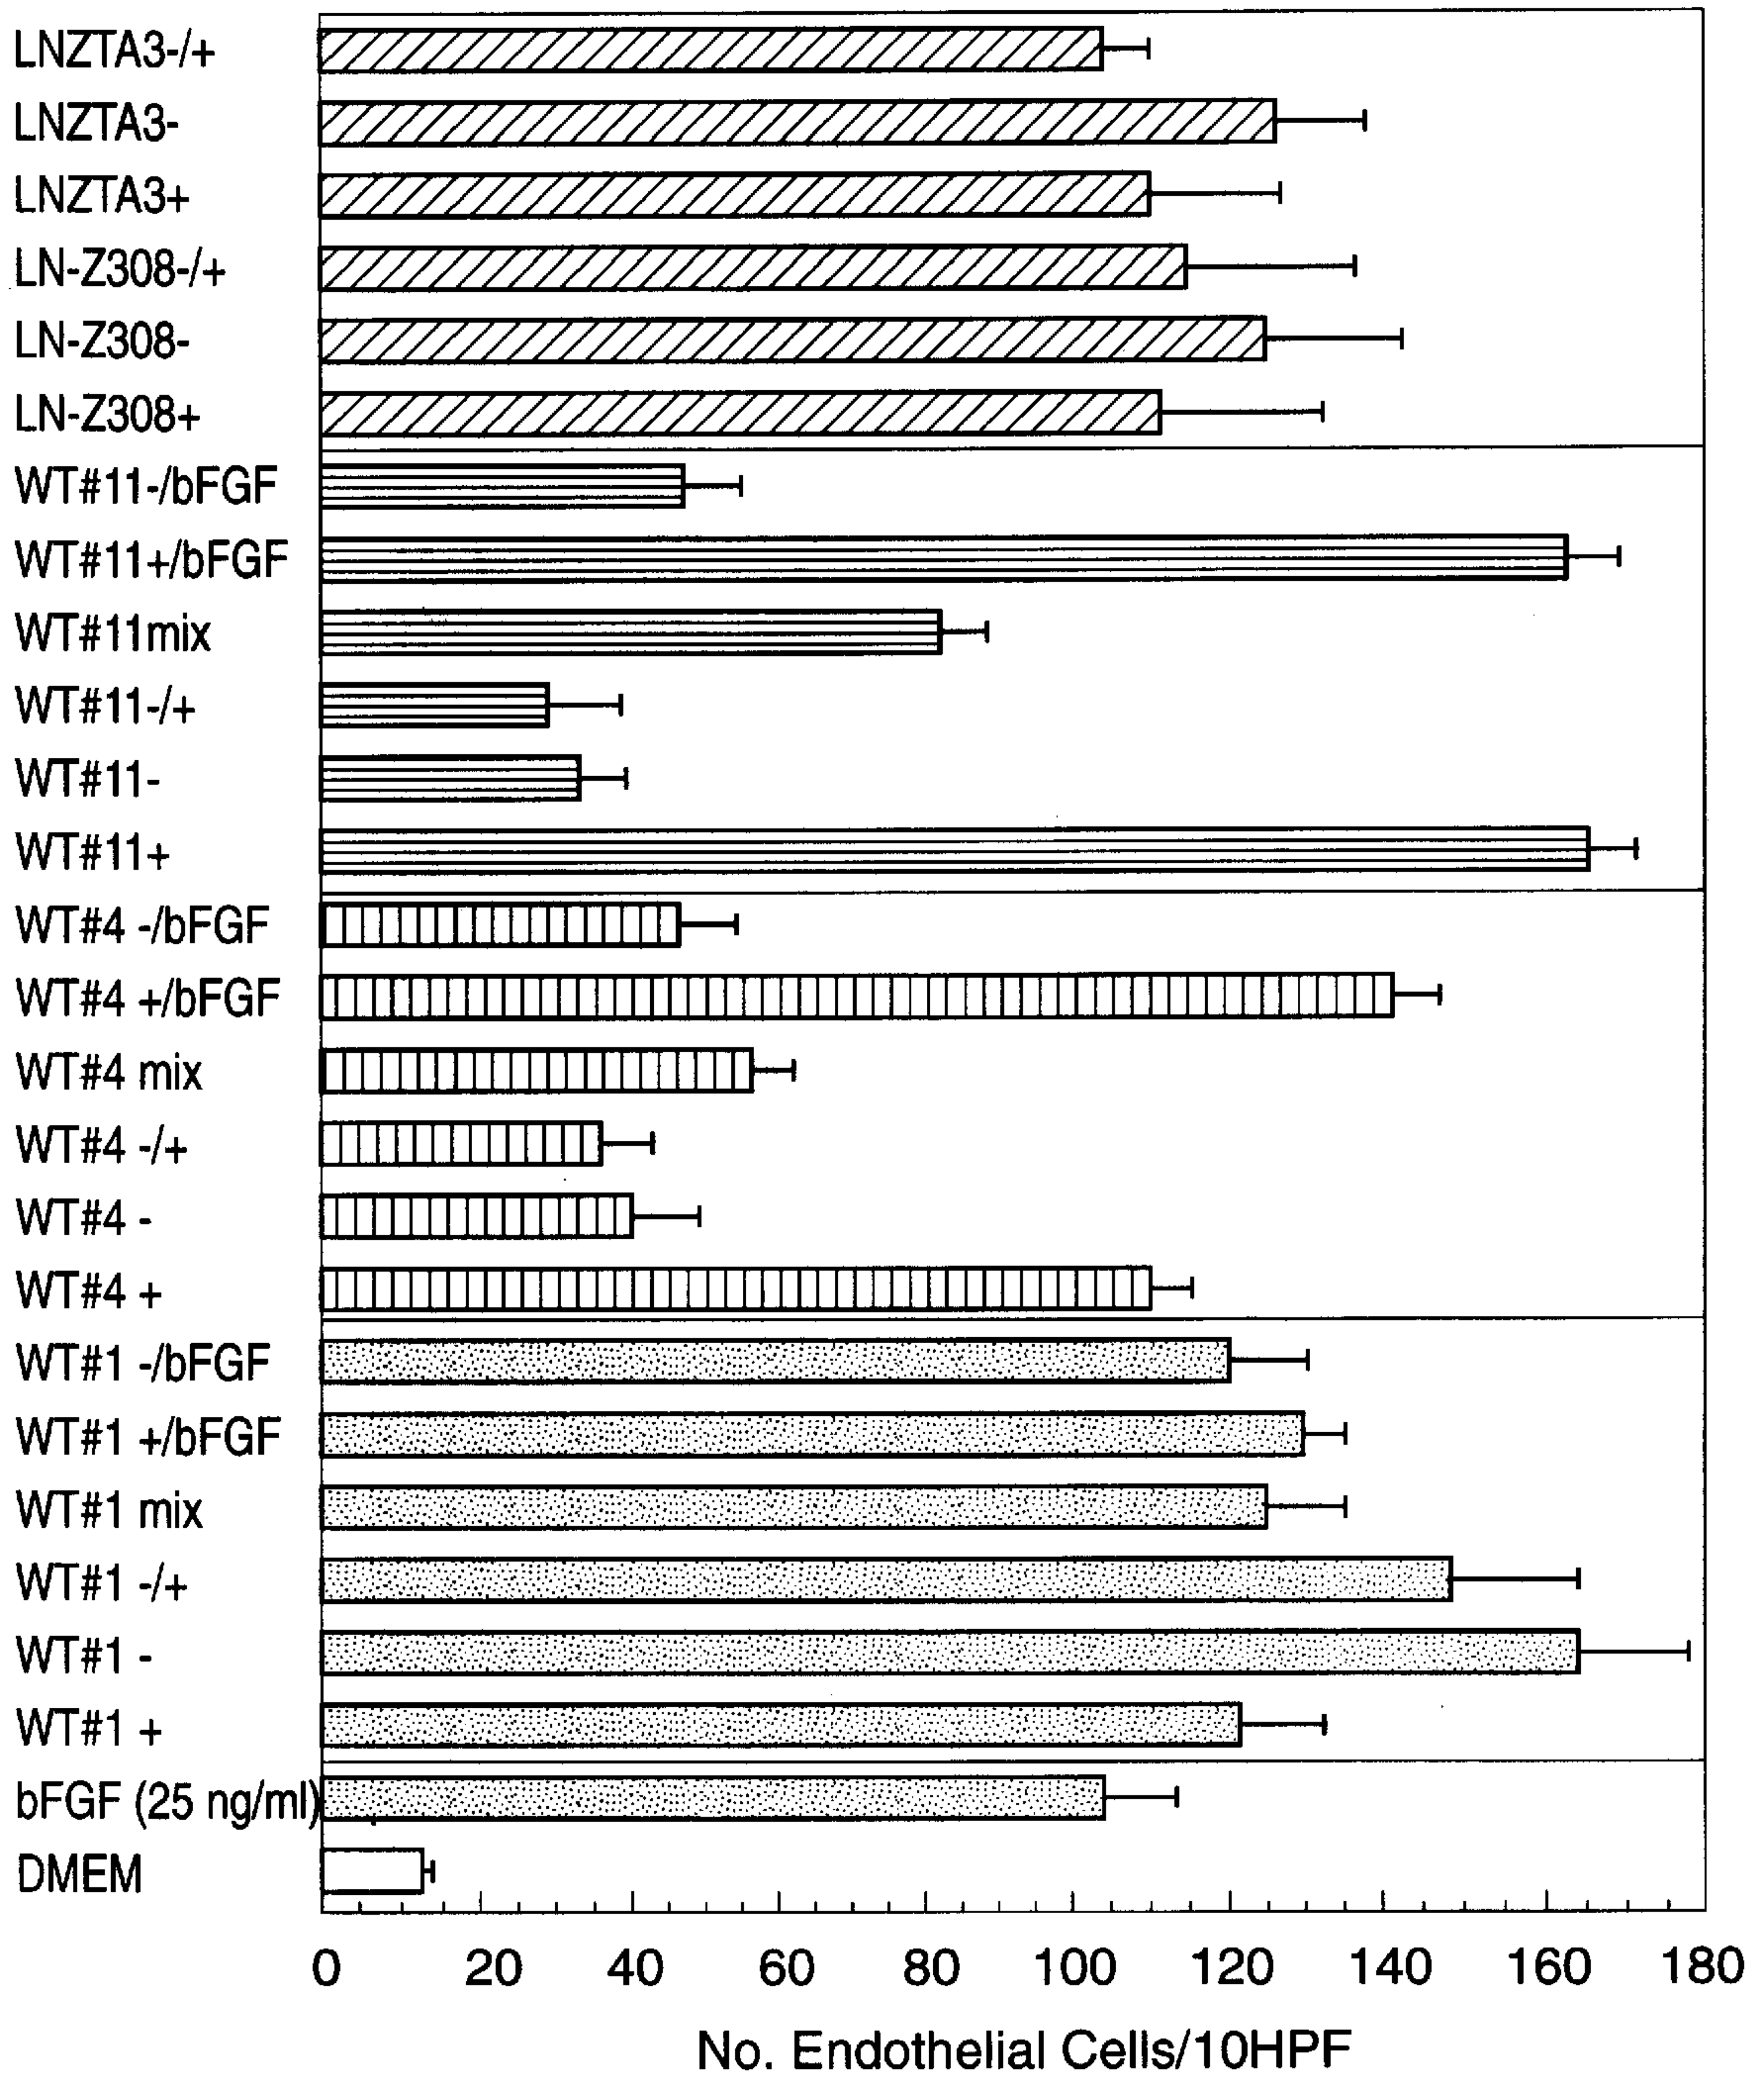 LNZTA3-/+
LNZTA3-
LNZTA3+
LN-Z308-/+
LN-Z308-
LN-Z308+
WT#11-/bFGF
WT#11+/bFGF
WT#11mix
WT#11-/+
WT#11-
WT#11+
WT#4 -/bFGF
WT#4 +/bFGF
WT#4 mix
WT#4 -/+
WT#4 -
WT#4 +
WT#1 -/bFGF
WT#1 +/bFGF
WT#1 mix
WT#1 -/+
WT#1 -
WT#1 +
bFGF (25 ng/ml)
DMEM
0 20 40 60 80 100 120 140 160 180
No. Endothelial Cells/10HPF